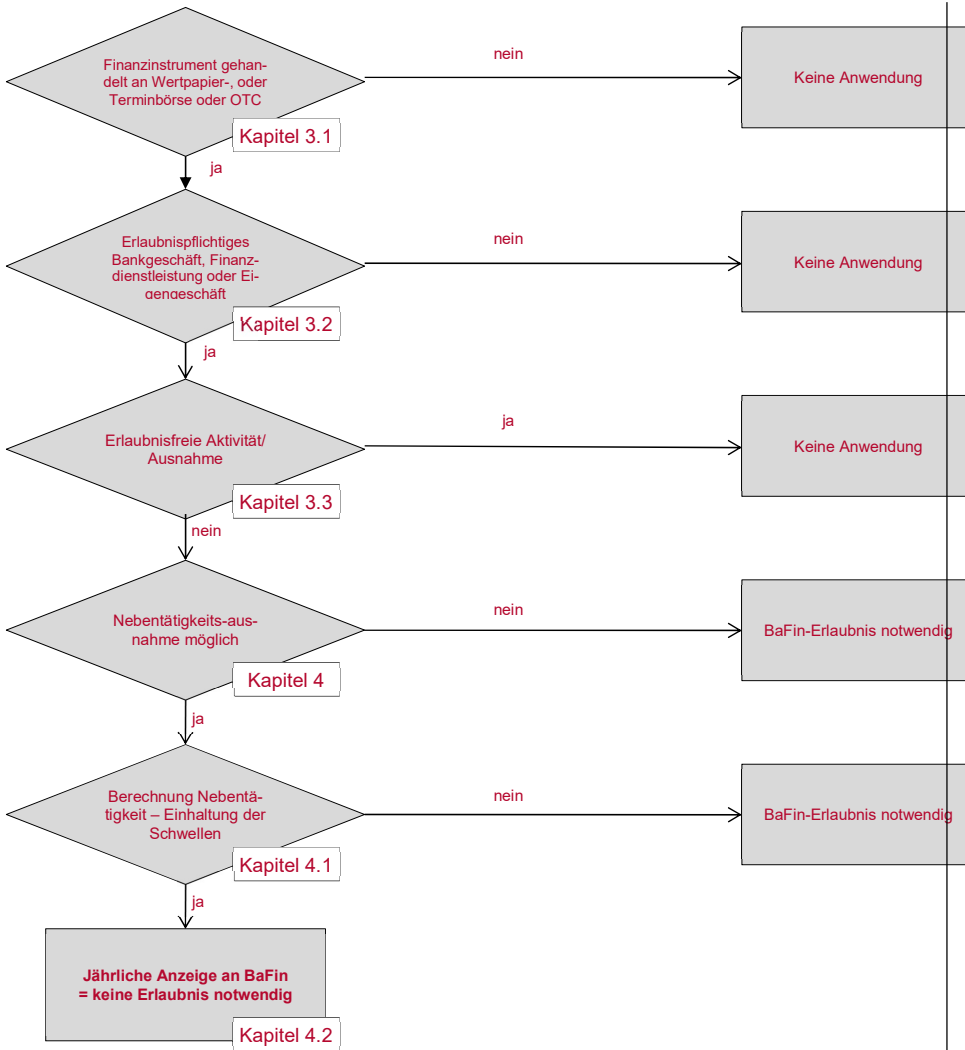 Finanzinstrument gehan-
delt an Wertpapier-, oder
Terminbörse oder OTC
Kapitel 3.1
nein
Keine Anwendung
ja
Erlaubnispflichtiges
Bankgeschäft, Finanz-
dienstleistung oder Ei-
gengeschäft
Kapitel 3.2
nein
Keine Anwendung
ja
Erlaubnisfreie Aktivität/
Ausnahme
Kapitel 3.3
ja
Keine Anwendung
nein
Nebentätigkeits-aus-
nahme möglich
Kapitel 4
nein
BaFin-Erlaubnis notwendig
ja
Berechnung Nebentä-
tigkeit – Einhaltung der
Schwellen
Kapitel 4.1
nein
BaFin-Erlaubnis notwendig
ja
Jährliche Anzeige an BaFin
= keine Erlaubnis notwendig
Kapitel 4.2